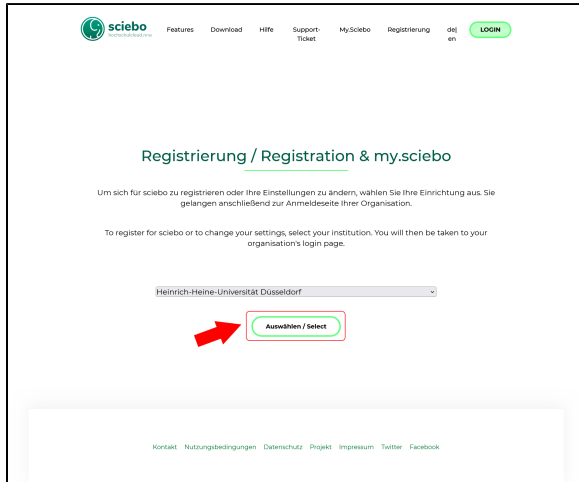 sciebo
hochschulcloud.nrw
Features Download Hilfe Support-Ticket My.Sciebo Registrierung de| en LOGIN
Registrierung / Registration & my.sciebo
Um sich für sciebo zu registrieren oder Ihre Einstellungen zu ändern, wählen Sie Ihre Einrichtung aus. Sie
gelangen anschließend zur Anmeldeseite Ihrer Organisation.
To register for sciebo or to change your settings, select your institution. You will then be taken to your
organisation's login page.
Heinrich-Heine-Universität Düsseldorf
Auswählen / Select
Kontakt Nutzungsbedingungen Datenschutz Projekt Impressum Twitter Facebook